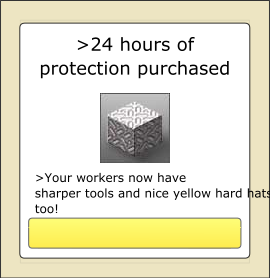 >24 hours of
protection purchased
>Your workers now have
sharper tools and nice yellow hard hats
too!